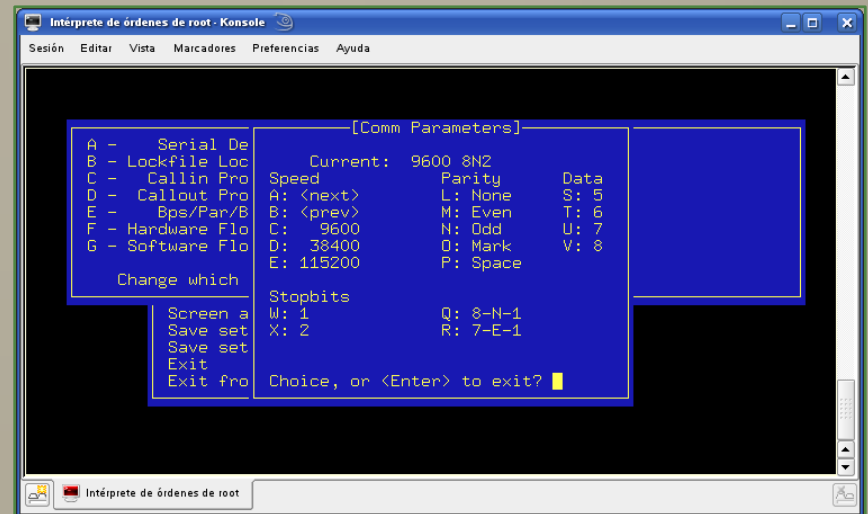 Intérprete de órdenes de root - Konsole
Sesión Editar Vista Marcadores Preferencias Ayuda
[Comm Parameters]
A - Serial De
B - Lockfile Loc
C - Callin Pro
D - Callout Pro
E - Bps/Par/B
F - Hardware Flo
G - Software Flo
Change which
Current: 9600 8N2
Speed Parity Data
A: <next> L: None S: 5
B: <prev> M: Even T: 6
C: 9600 N: Odd U: 7
D: 38400 O: Mark V: 8
E: 115200 P: Space
Stopbits
W: 1 Q: 8-N-1
X: 2 R: 7-E-1
Choice, or <Enter> to exit?
Screen a
Save set
Save set
Exit
Exit fro
Intérprete de órdenes de root